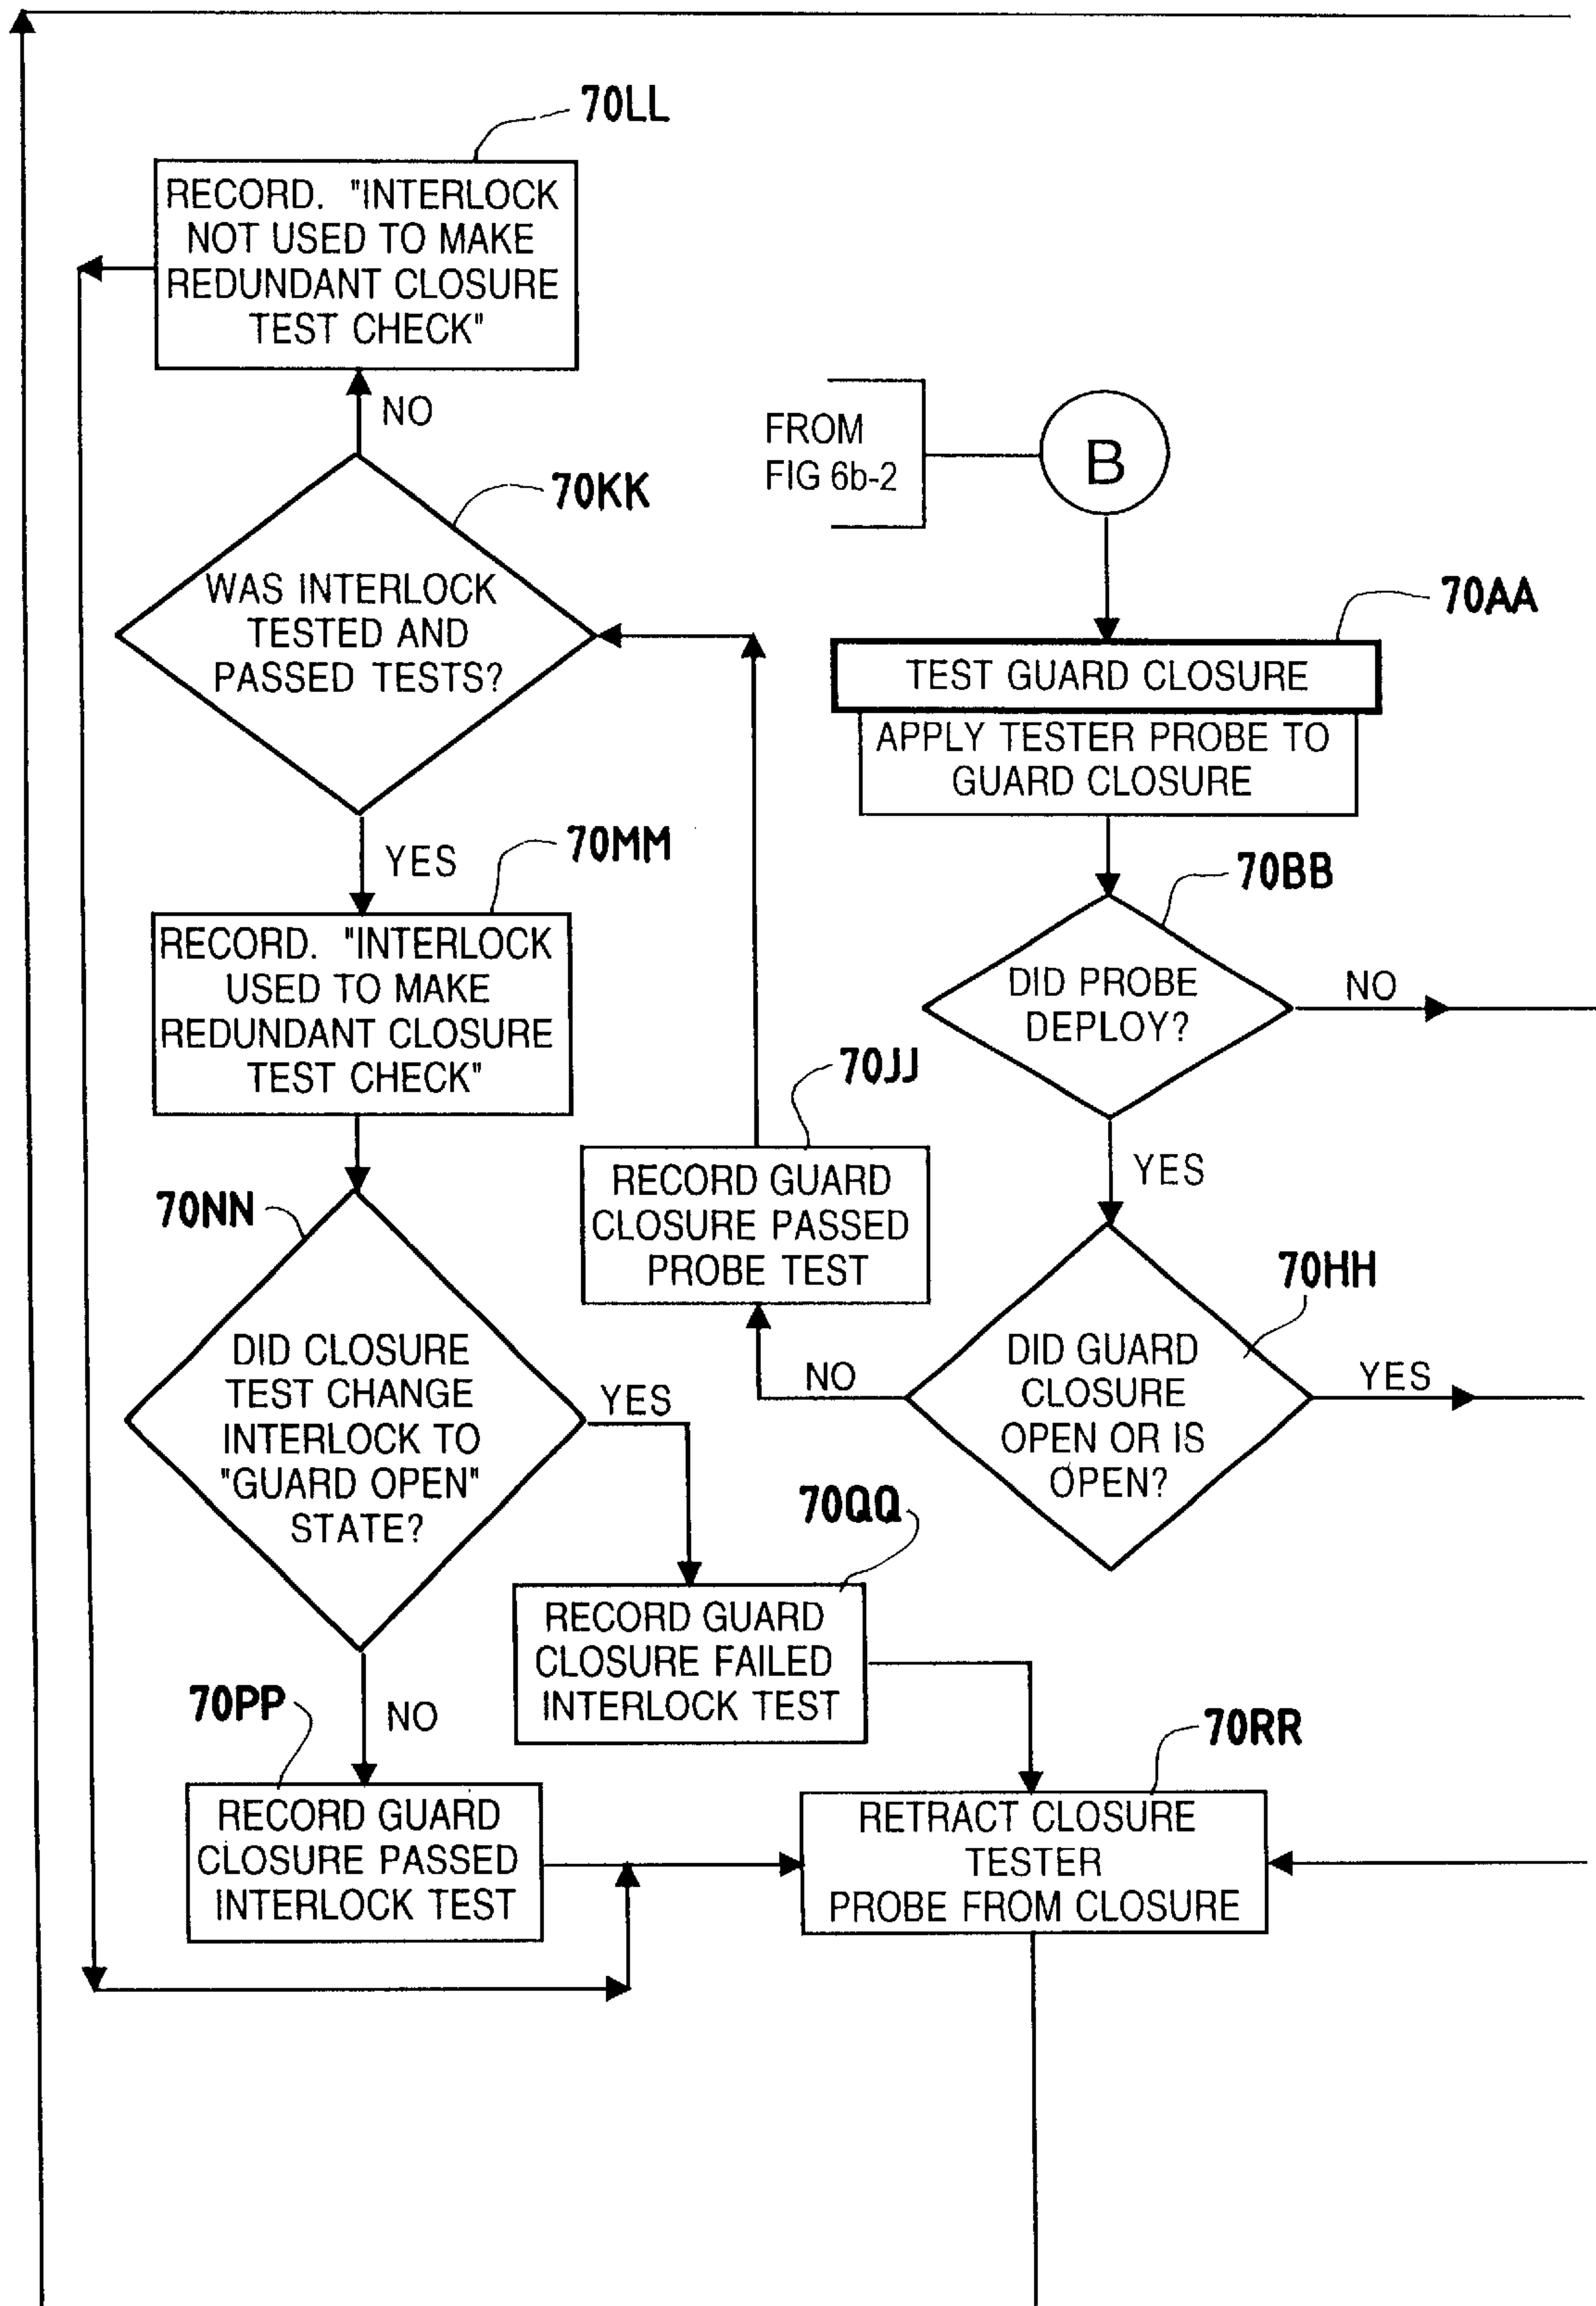 70LL
RECORD. "INTERLOCK
NOT USED TO MAKE
REDUNDANT CLOSURE
TEST CHECK"
NO
70KK
WAS INTERLOCK
TESTED AND
PASSED TESTS?
YES
70MM
RECORD. "INTERLOCK
USED TO MAKE
REDUNDANT CLOSURE
TEST CHECK"
70NN
DID CLOSURE
TEST CHANGE
INTERLOCK TO
"GUARD OPEN"
STATE?
YES
NO
70PP
RECORD GUARD
CLOSURE PASSED
INTERLOCK TEST
70QQ
RECORD GUARD
CLOSURE FAILED
INTERLOCK TEST
FROM
FIG 6b-2
B
70AA
TEST GUARD CLOSURE
APPLY TESTER PROBE TO
GUARD CLOSURE
70BB
DID PROBE
DEPLOY?
NO
YES
70JJ
RECORD GUARD
CLOSURE PASSED
PROBE TEST
70HH
DID GUARD
CLOSURE
OPEN OR IS
OPEN?
NO
YES
70RR
RETRACT CLOSURE
TESTER
PROBE FROM CLOSURE